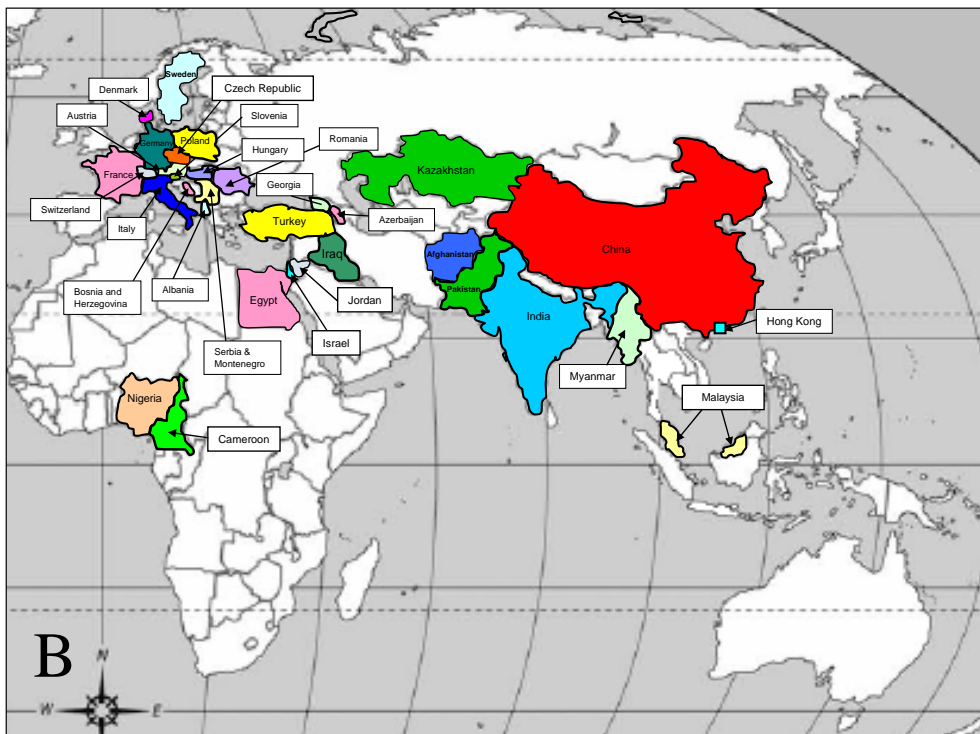 Sweden
Denmark
Czech Republic
Austria
Slovenia
Germany
Poland
Hungary
Romania
France
Kazakhstan
Georgia
Switzerland
Azerbaijan
Italy
Turkey
China
Iraq
Afghanistan
Bosnia and
Herzegovina
Albania
Egypt
Jordan
Pakistan
India
Hong Kong
Israel
Serbia &
Montenegro
Myanmar
Nigeria
Malaysia
Cameroon
B
N
W
E